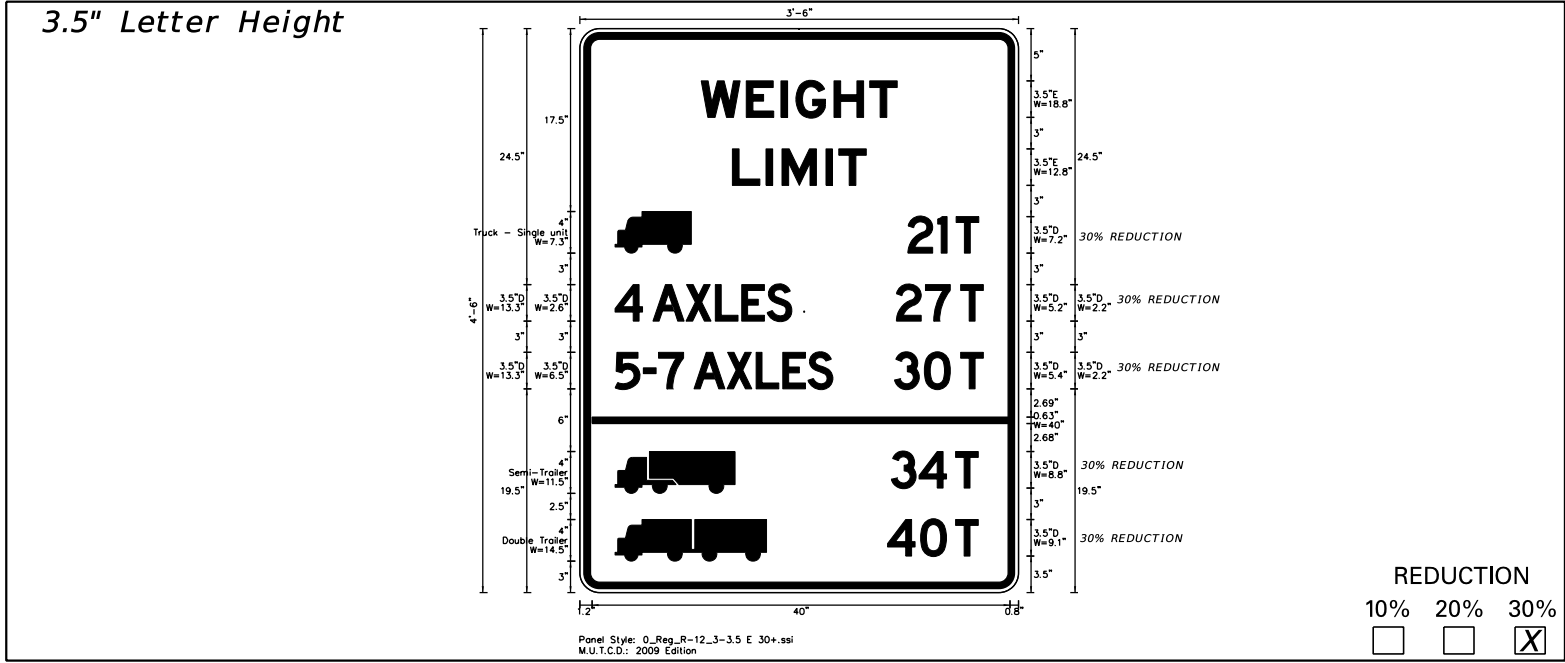 3.5" Letter Height
3'-6"
5"
17.5"
WEIGHT
3.5"E
W=18.8"
3"
24.5"
LIMIT
3.5"E
W=12.8"
24.5"
3"
4"
Truck - Single unit
W=7.3"
21T
3.5"D
W=7.2"
30% REDUCTION
3"
3"
4'-6"
3.5"D
W=13.3"
3.5"D
W=2.6"
4 AXLES
27 T
3.5"D
W=5.2"
3.5"D
W=2.2"
30% REDUCTION
3"
3"
3"
3"
3.5"D
W=13.3"
3.5"D
W=6.5"
5-7 AXLES
30 T
3.5"D
W=5.4"
3.5"D
W=2.2"
30% REDUCTION
6"
2.69"
0.63"
W=40"
2.68"
4"
Semi-Trailer
W=11.5"
34 T
3.5"D
W=8.8"
30% REDUCTION
19.5"
19.5"
2.5"
3"
4"
Double Trailer
W=14.5"
40 T
3.5"D
W=9.1"
30% REDUCTION
3"
3.5"
1.2"
40"
0.8"
Panel Style: 0_Reg_R-12_3-3.5 E 30+.ssi
M.U.T.C.D.: 2009 Edition
REDUCTION
10% 20% 30%
X